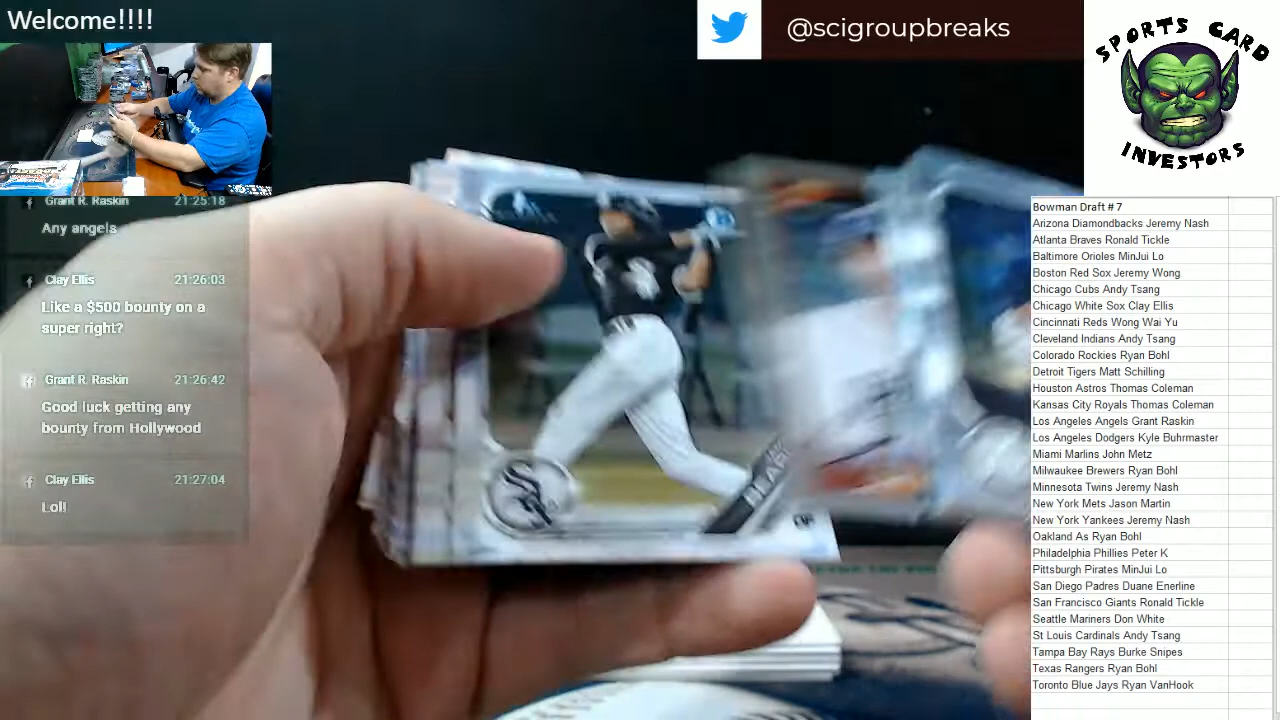 Welcome!!!!
@scigroupbreaks
SPORTS CARD
INVESTORS
Grant R. Raskin 21:25:18
Any angels
Clay Ellis 21:26:03
Like a $500 bounty on a
super right?
Grant R. Raskin 21:26:42
Good luck getting any
bounty from Hollywood
Clay Ellis 21:27:04
Lol!
Bowman Draft # 7
Arizona Diamondbacks Jeremy Nash
Atlanta Braves Ronald Tickle
Baltimore Orioles MinJui Lo
Boston Red Sox Jeremy Wong
Chicago Cubs Andy Tsang
Chicago White Sox Clay Ellis
Cincinnati Reds Wong Wai Yu
Cleveland Indians Andy Tsang
Colorado Rockies Ryan Bohl
Detroit Tigers Matt Schilling
Houston Astros Thomas Coleman
Kansas City Royals Thomas Coleman
Los Angeles Angels Grant Raskin
Los Angeles Dodgers Kyle Buhrmaster
Miami Marlins John Metz
Milwaukee Brewers Ryan Bohl
Minnesota Twins Jeremy Nash
New York Mets Jason Martin
New York Yankees Jeremy Nash
Oakland As Ryan Bohl
Philadelphia Phillies Peter K
Pittsburgh Pirates MinJui Lo
San Diego Padres Duane Enerline
San Francisco Giants Ronald Tickle
Seattle Mariners Don White
St Louis Cardinals Andy Tsang
Tampa Bay Rays Burke Snipes
Texas Rangers Ryan Bohl
Toronto Blue Jays Ryan VanHook